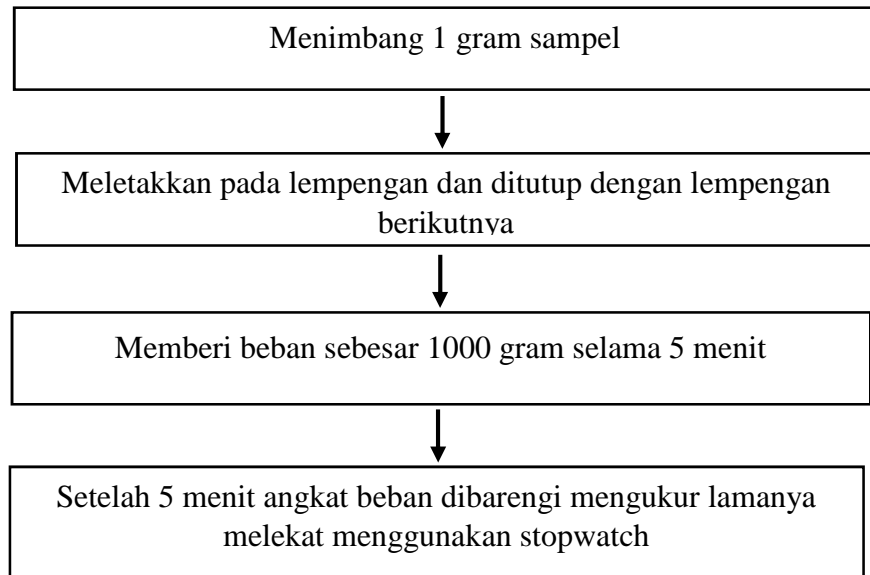 Menimbang 1 gram sampel
Meletakkan pada lempengan dan ditutup dengan lempengan
berikutnya
Memberi beban sebesar 1000 gram selama 5 menit
Setelah 5 menit angkat beban dibarengi mengukur lamanya
melekat menggunakan stopwatch